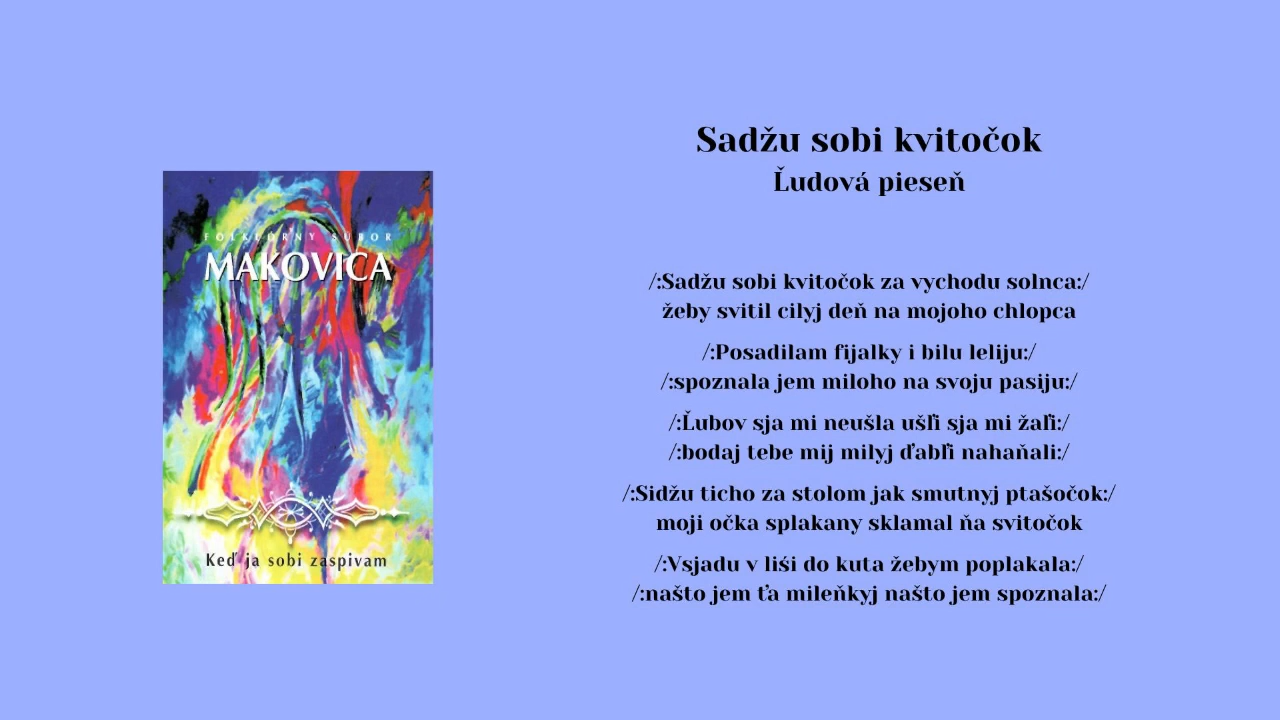 FOLKLÓRNY SÚBOR
MAKOVICA
Keď ja sobi zaspivam
Sadžu sobi kvitočok
Ľudová pieseň
/:Sadžu sobi kvitočok za vychodu solnca:/
žeby svitil cilyj deň na mojoho chlopca
/:Posadilam fijalky i bilu leliju:/
/:spoznala jem miloho na svoju pasiju:/
/:Ľubov sja mi neušla ušľi sja mi žaľi:/
/:bodaj tebe mij milyj ďabľi nahaňali:/
/:Sidžu ticho za stolom jak smutnyj ptašočok:/
moji očka splakany sklamal ňa svitočok
/:Vsjadu v liśi do kuta žebym poplakala:/
/:našto jem ťa mileňkyj našto jem spoznala:/